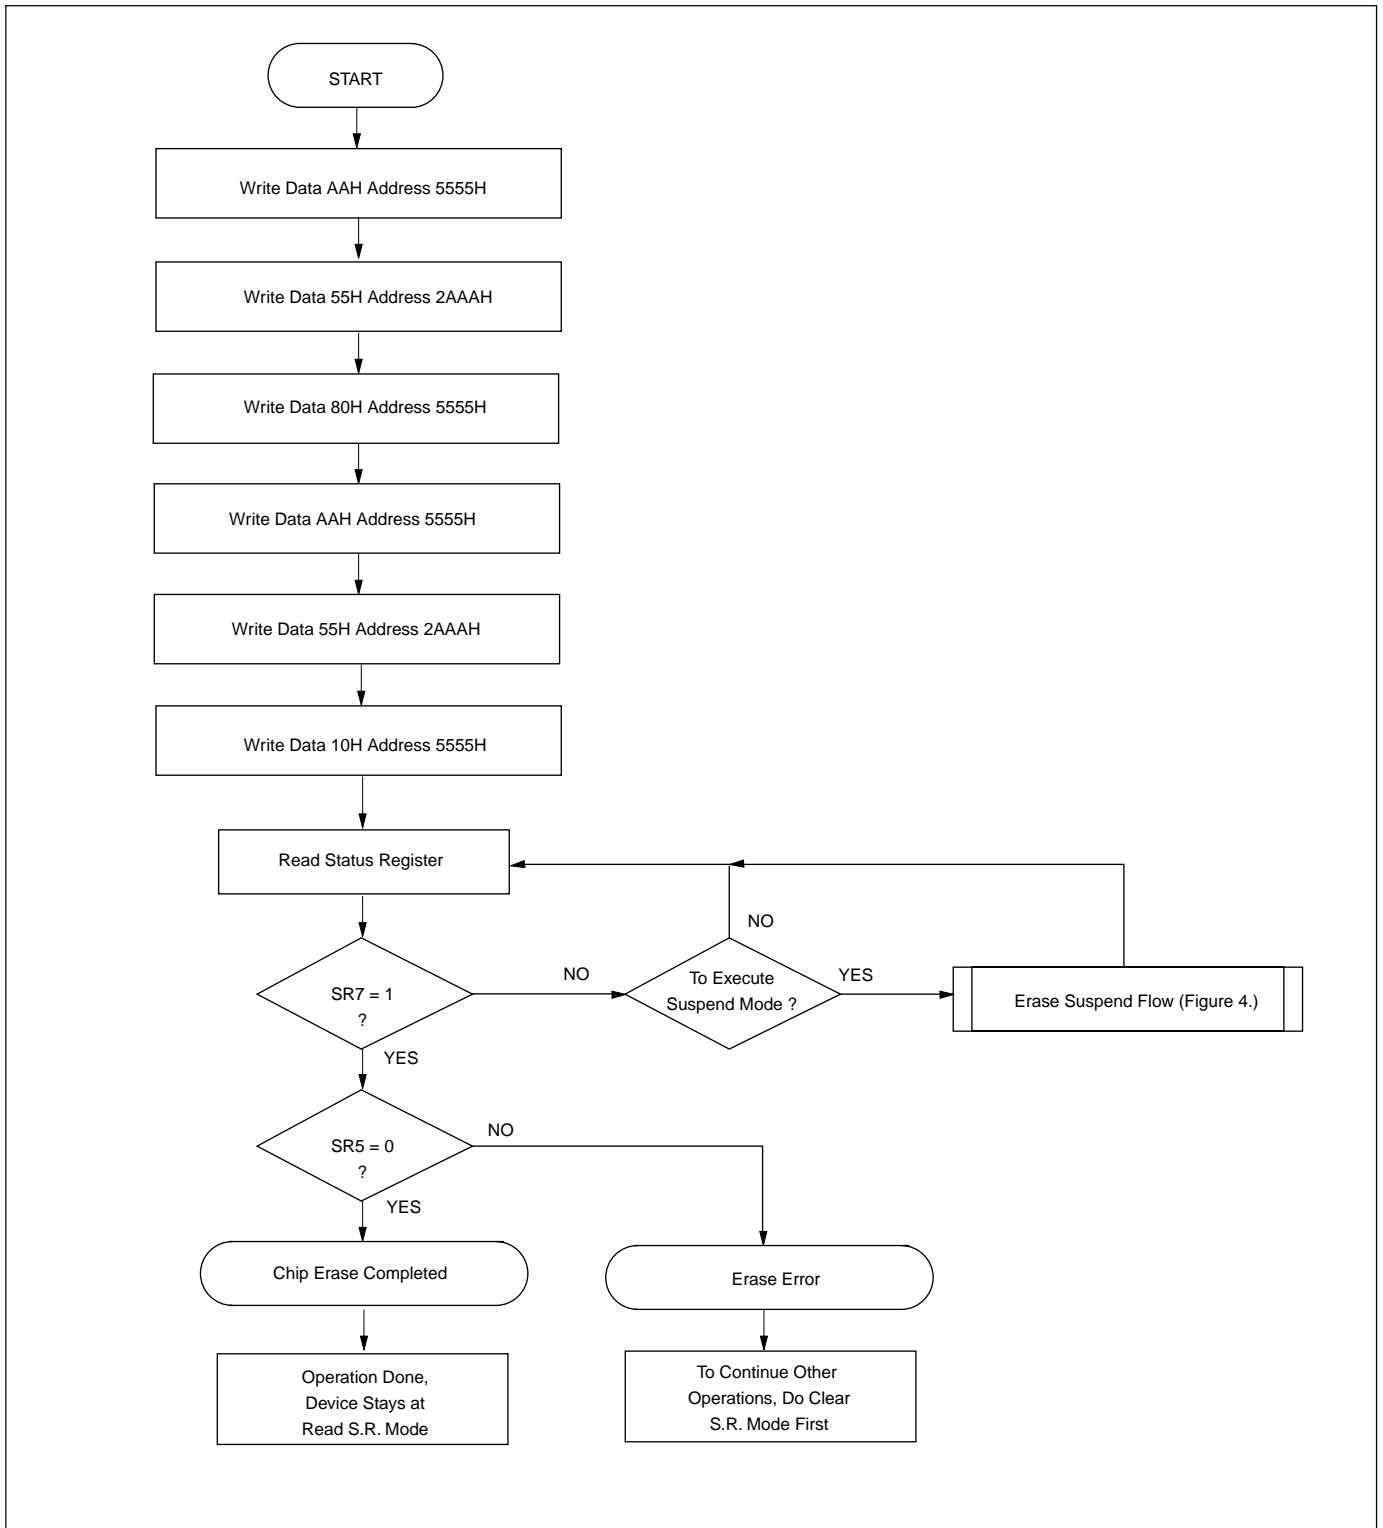 START
Write Data AAH Address 5555H
Write Data 55H Address 2AAAH
Write Data 80H Address 5555H
Write Data AAH Address 5555H
Write Data 55H Address 2AAAH
Write Data 10H Address 5555H
Read Status Register
NO
SR7 = 1
?
NO
To Execute
Suspend Mode ?
YES
Erase Suspend Flow (Figure 4.)
YES
SR5 = 0
?
NO
YES
Chip Erase Completed
Erase Error
Operation Done,
Device Stays at
Read S.R. Mode
To Continue Other
Operations, Do Clear
S.R. Mode First